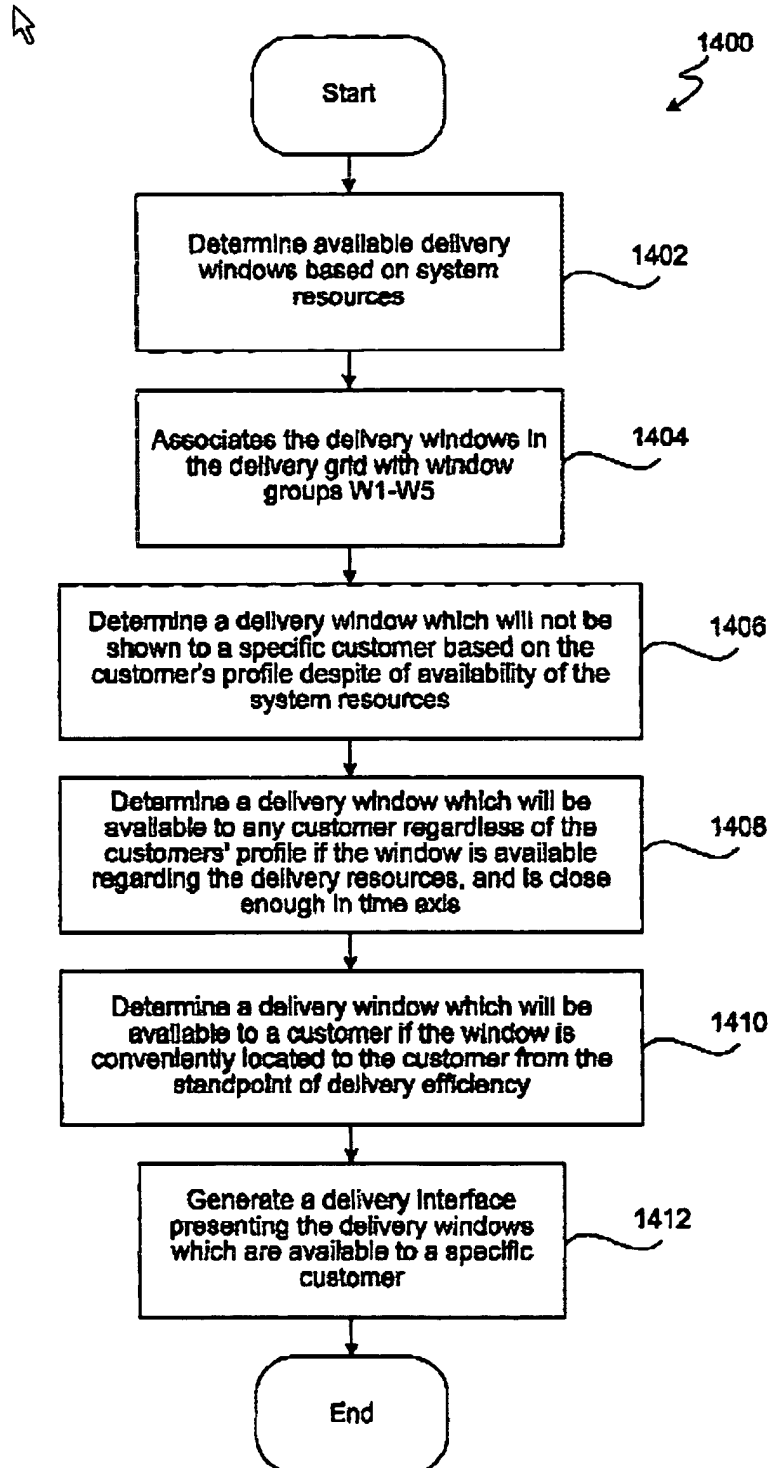 1400
Start
Determine available delivery
windows based on system
resources
1402
Associates the delivery windows in
the delivery grid with window
groups W1-W5
1404
Determine a delivery window which will not be
shown to a specific customer based on the
customer's profile despite of availability of the
system resources
1406
Determine a delivery window which will be
available to any customer regardless of the
customers' profile if the window is available
regarding the delivery resources, and is close
enough in time axis
1408
Determine a delivery window which will be
available to a customer if the window is
conveniently located to the customer from the
standpoint of delivery efficiency
1410
Generate a delivery interface
presenting the delivery windows
which are available to a specific
customer
1412
End